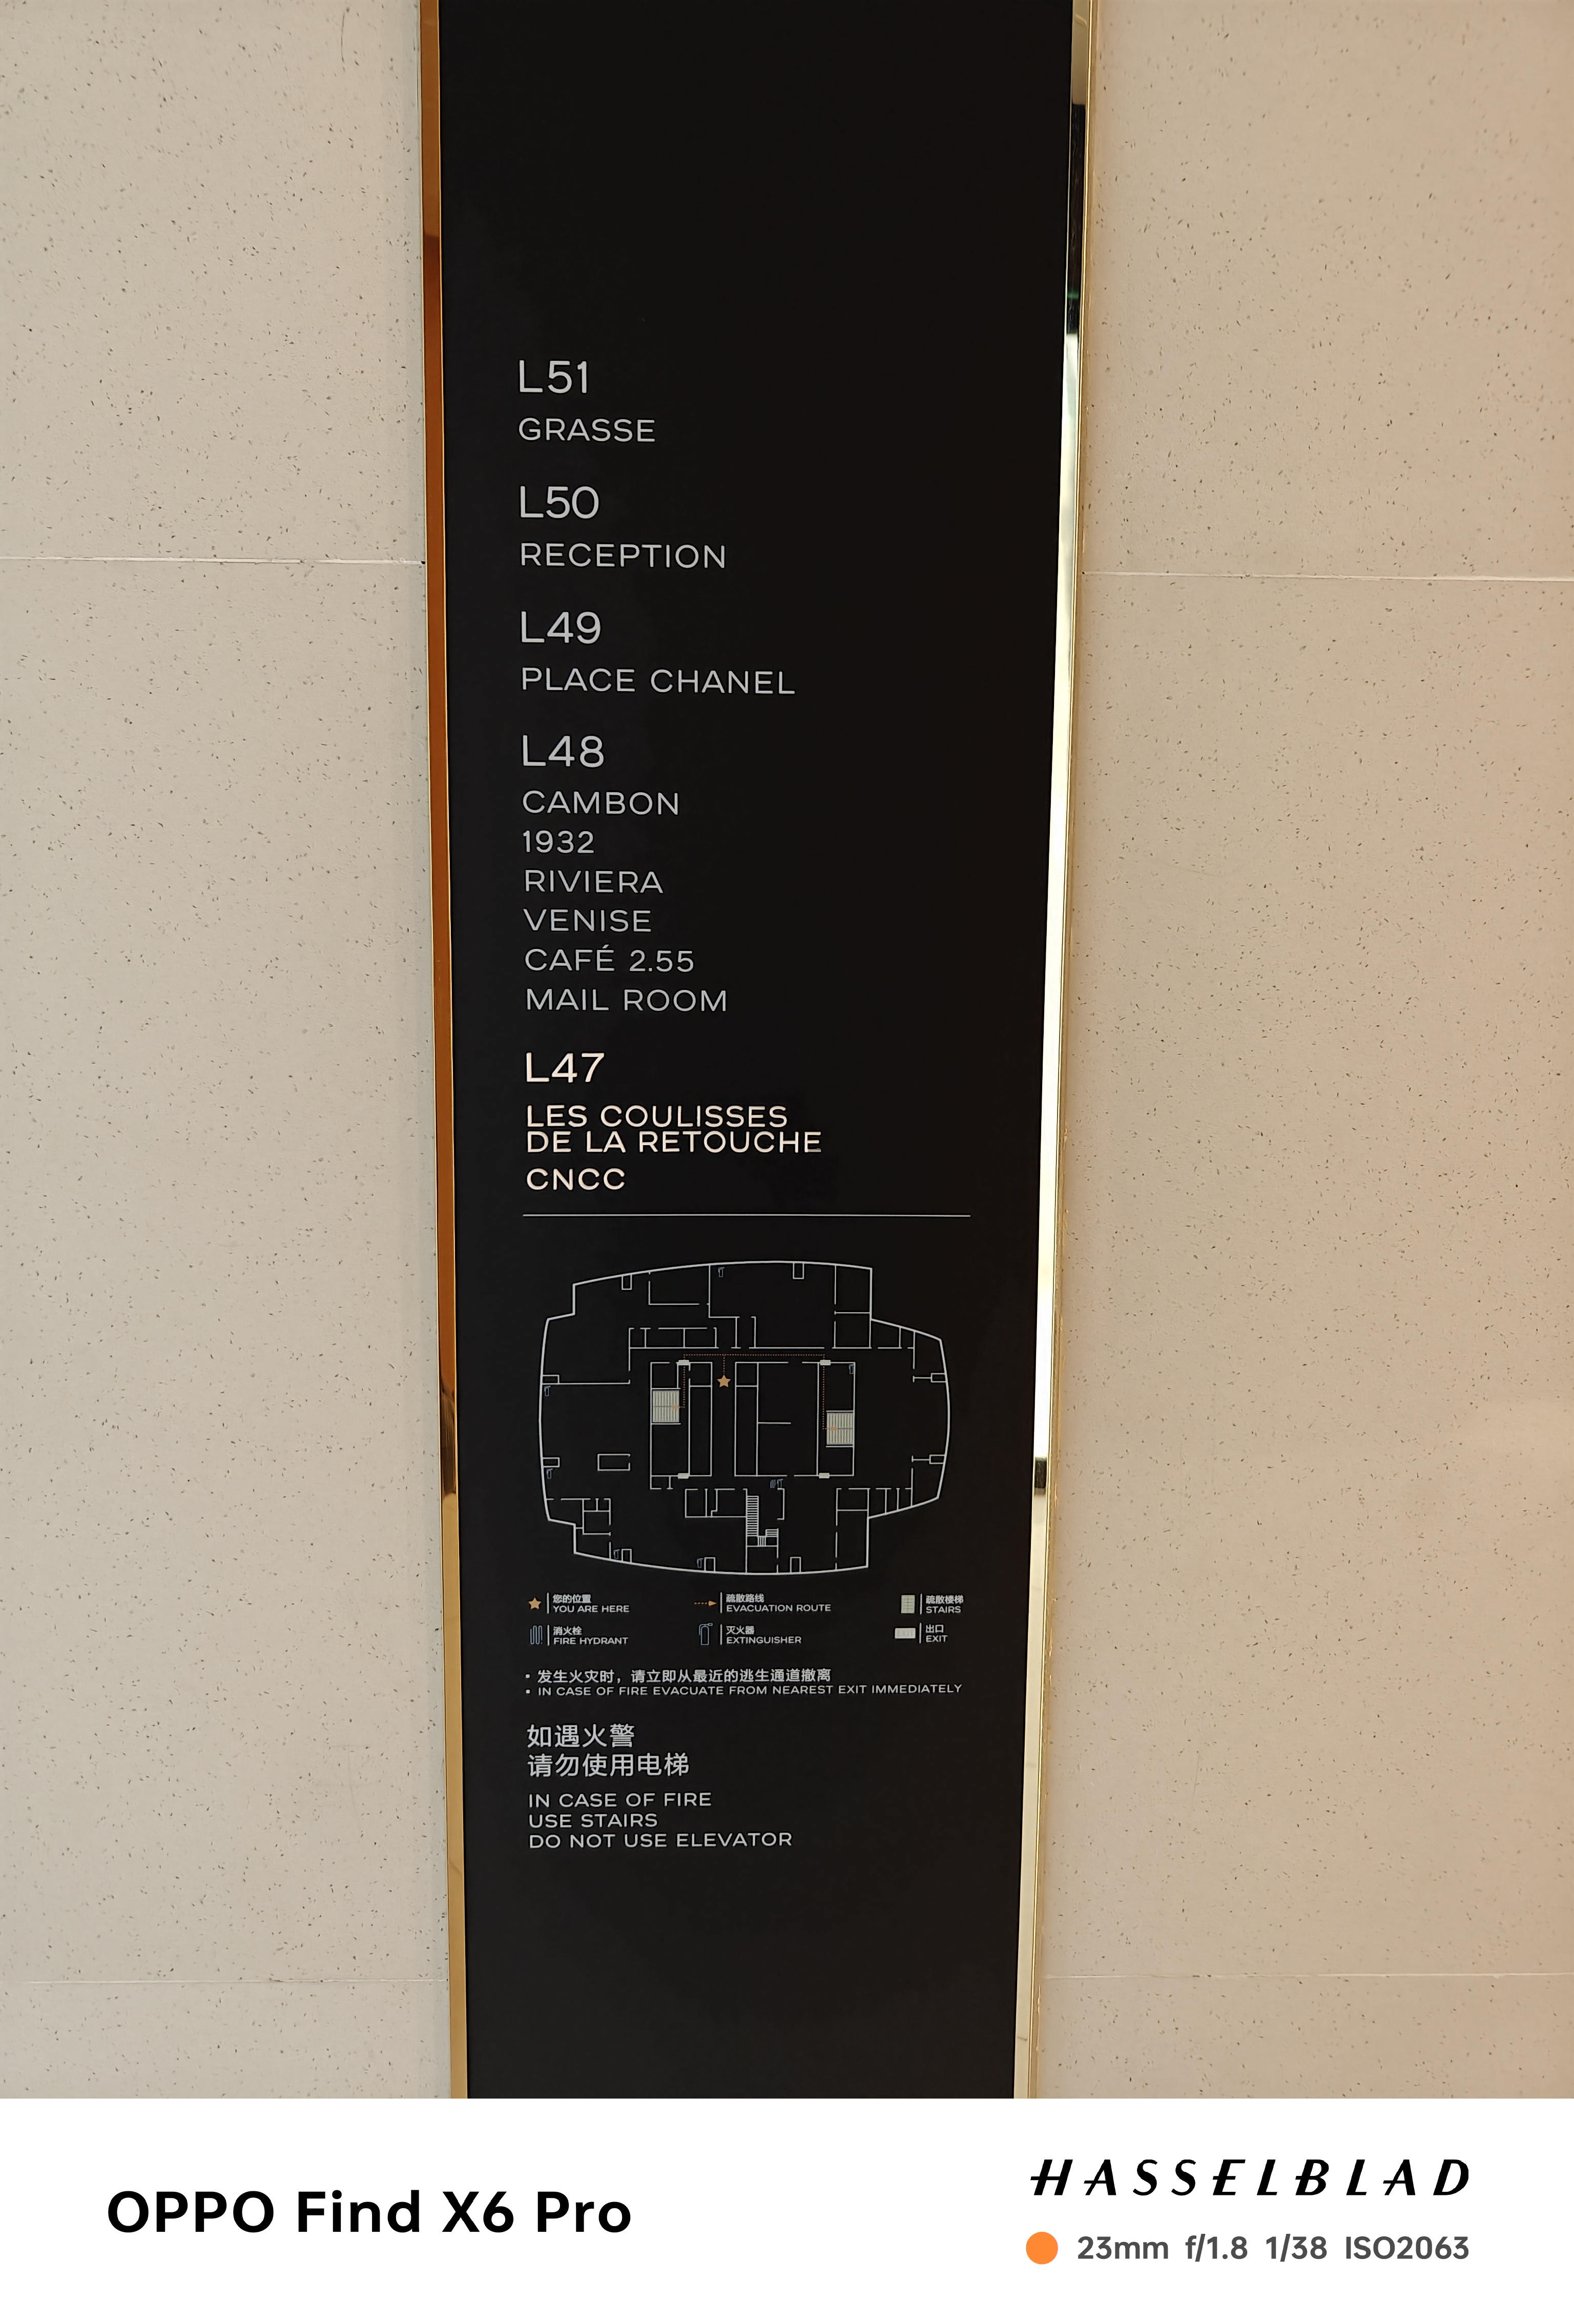 L51
GRASSE
L50
RECEPTION
L49
PLACE CHANEL
L48
CAMBON
1932
RIVIERA
VENISE
CAFÉ 2.55
MAIL ROOM
L47
LES COULISSES
DE LA RETOUCHE
CNCC
您的位置
YOU ARE HERE
疏散路线
EVACUATION ROUTE
疏散楼梯
STAIRS
消火栓
FIRE HYDRANT
灭火器
EXTINGUISHER
出口
EXIT
• 发生火灾时，请立即从最近的逃生通道撤离
• IN CASE OF FIRE EVACUATE FROM NEAREST EXIT IMMEDIATELY
如遇火警
请勿使用电梯
IN CASE OF FIRE
USE STAIRS
DO NOT USE ELEVATOR
OPPO Find X6 Pro
HASSELBLAD
23mm f/1.8 1/38 ISO2063